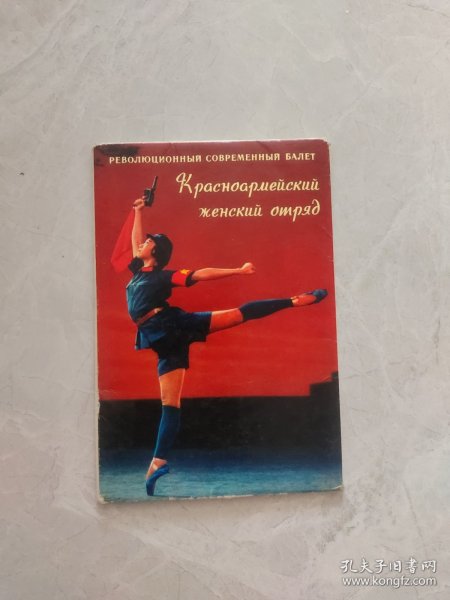 РЕВОЛЮЦИОННЫЙ СОВРЕМЕННЫЙ БАЛЕТ
Красноармейский
женский отряд
孔夫子旧书网
www.kongfz.com